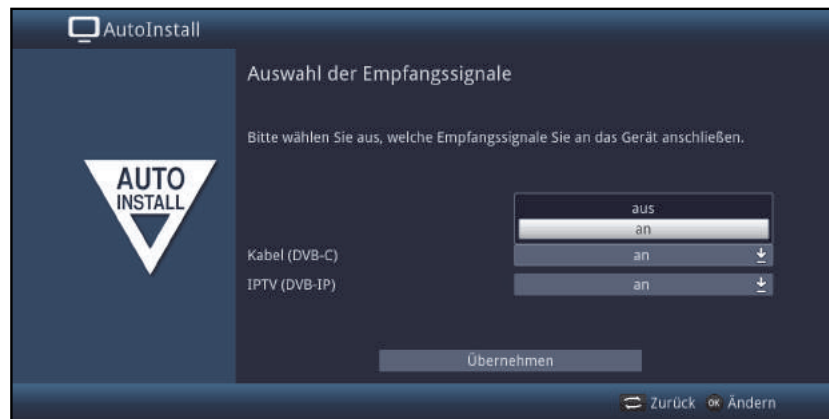 AutoInstall
Auswahl der Empfangssignale
Bitte wählen Sie aus, welche Empfangssignale Sie an das Gerät anschließen.
AUTO
INSTALL
aus
an
Kabel (DVB-C) an
IPTV (DVB-IP) an
Übernehmen
Zurück OK Ändern